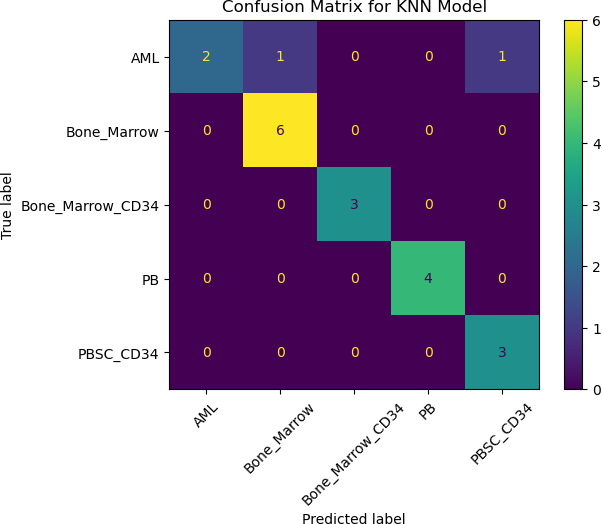 Confusion Matrix for KNN Model
AML 2 1 0 0 1
Bone_Marrow 0 6 0 0 0
Bone_Marrow_CD34 0 0 3 0 0
PB 0 0 0 4 0
PBSC_CD34 0 0 0 0 3
True label
AML Bone_Marrow Bone_Marrow_CD34 PB PBSC_CD34
Predicted label
6
5
4
3
2
1
0